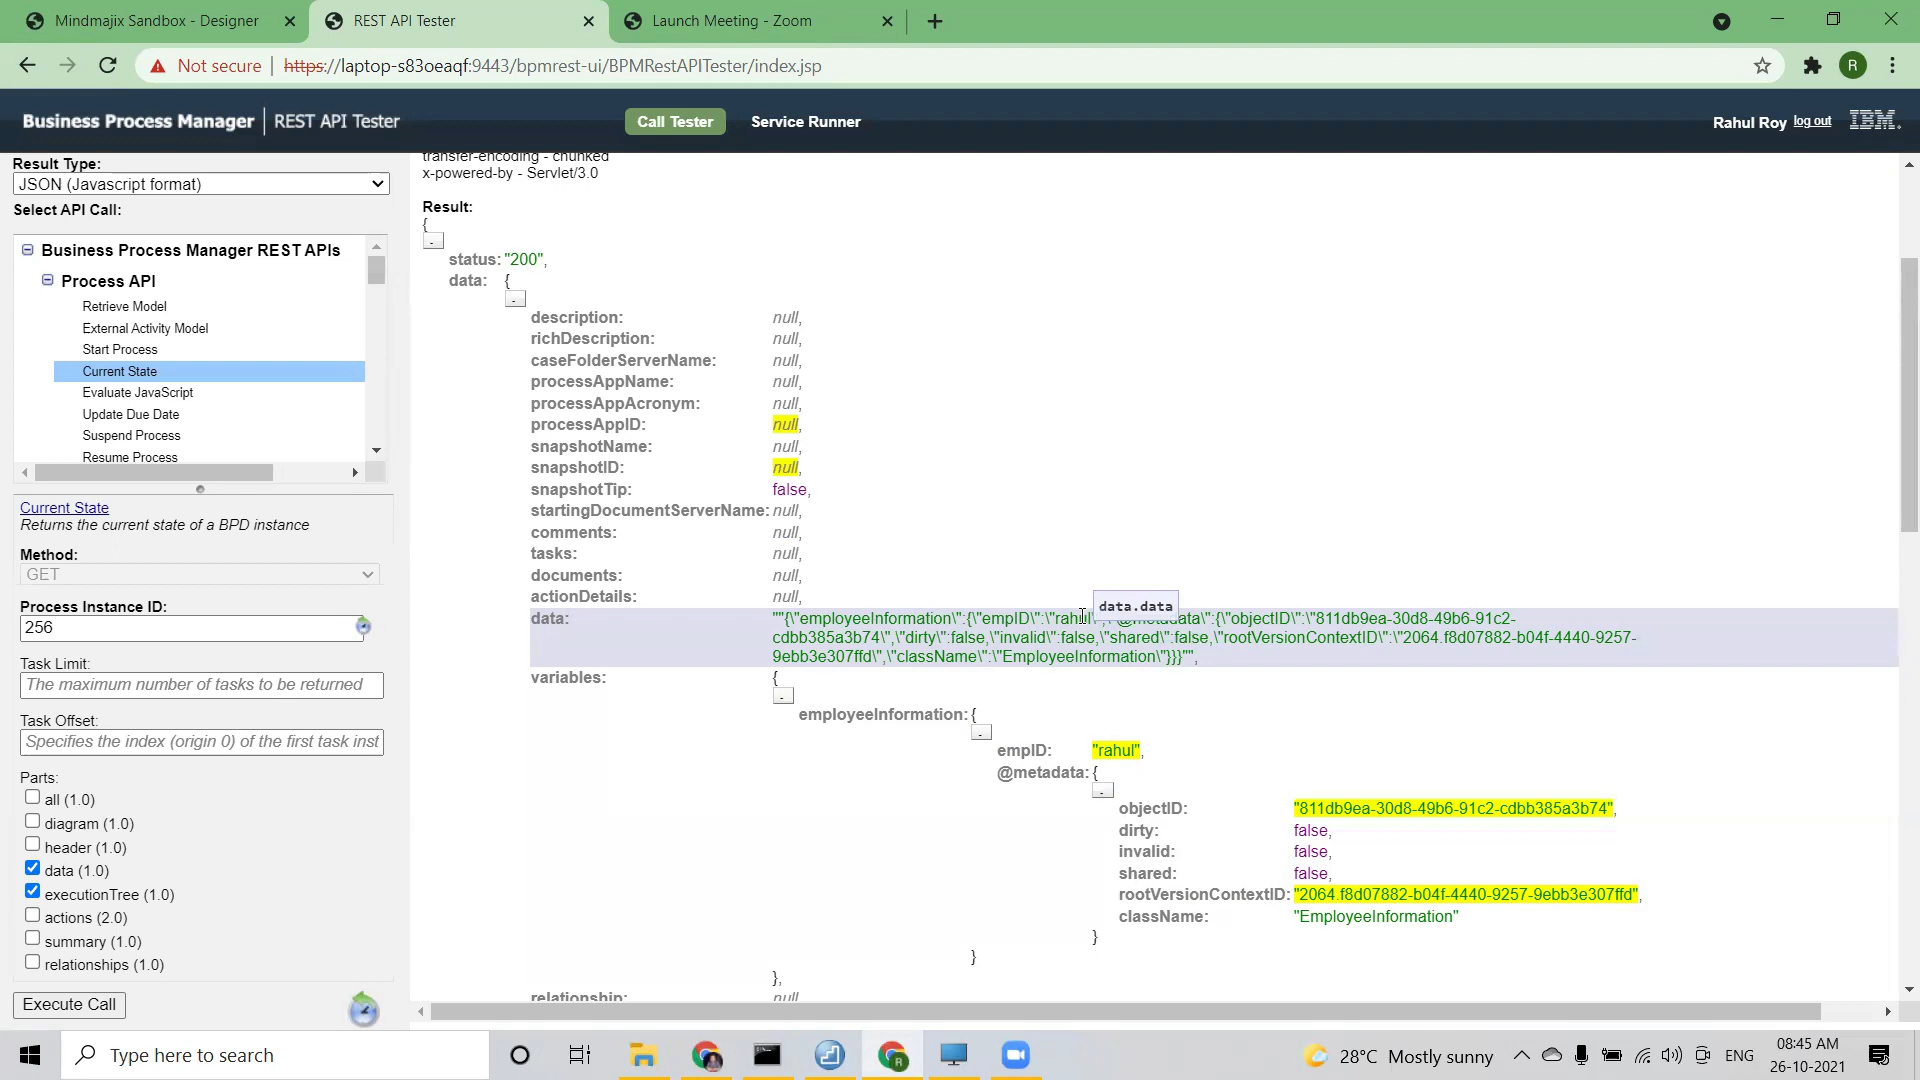 Mindmajix Sandbox - Designer
REST API Tester
Launch Meeting - Zoom
Not secure
https://laptop-s83oeaqf:9443/bpmrest-ui/BPMRestAPITester/index.jsp
R
Business Process Manager
REST API Tester
Call Tester
Service Runner
Rahul Roy
log out
IBM.
Result Type:
JSON (Javascript format)
Select API Call:
Business Process Manager REST APIs
Process API
Retrieve Model
External Activity Model
Start Process
Current State
Evaluate JavaScript
Update Due Date
Suspend Process
Resume Process
Current State
Returns the current state of a BPD instance
Method:
GET
Process Instance ID:
256
Task Limit:
The maximum number of tasks to be returned
Task Offset:
Specifies the index (origin 0) of the first task inst
Parts:
all (1.0)
diagram (1.0)
header (1.0)
data (1.0)
executionTree (1.0)
actions (2.0)
summary (1.0)
relationships (1.0)
Execute Call
transfer-encoding - chunked
x-powered-by - Servlet/3.0
Result:
{
-
status: "200",
data: {
-
description: null,
richDescription: null,
caseFolderServerName: null,
processAppName: null,
processAppAcronym: null,
processAppID: null,
snapshotName: null,
snapshotID: null,
snapshotTip: false,
startingDocumentServerName: null,
comments: null,
tasks: null,
documents: null,
actionDetails: null,
data.data
data: ""{\"employeeInformation\":{\"empID\":\"rahul\",\"@metadata\":{\"objectID\":\"811db9ea-30d8-49b6-91c2-
cdbb385a3b74\",\"dirty\":false,\"invalid\":false,\"shared\":false,\"rootVersionContextID\":\"2064.f8d07882-b04f-4440-9257-
9ebb3e307ffd\",\"className\":\"EmployeeInformation\"}}}"",
variables: {
-
employeeInformation: {
-
empID: "rahul",
@metadata: {
-
objectID: "811db9ea-30d8-49b6-91c2-cdbb385a3b74",
dirty: false,
invalid: false,
shared: false,
rootVersionContextID: "2064.f8d07882-b04f-4440-9257-9ebb3e307ffd",
className: "EmployeeInformation"
}
}
},
relationship: null
Type here to search
28°C Mostly sunny
ENG
08:45 AM
26-10-2021